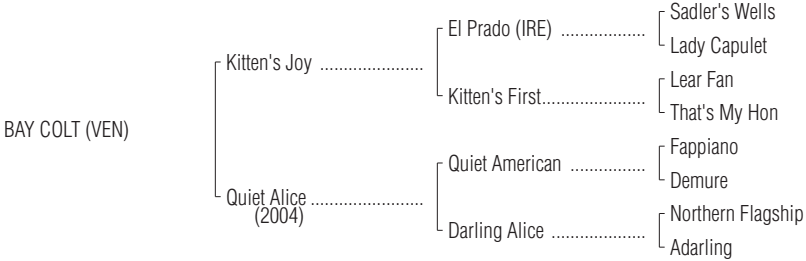 Sadler's Wells
El Prado (IRE) ...................
Lady Capulet
Kitten's Joy ......................
Lear Fan
Kitten's First......................
That's My Hon
BAY COLT (VEN)
Fappiano
Quiet American ................
Demure
Quiet Alice ........................
(2004)
Northern Flagship
Darling Alice ....................
Adarling